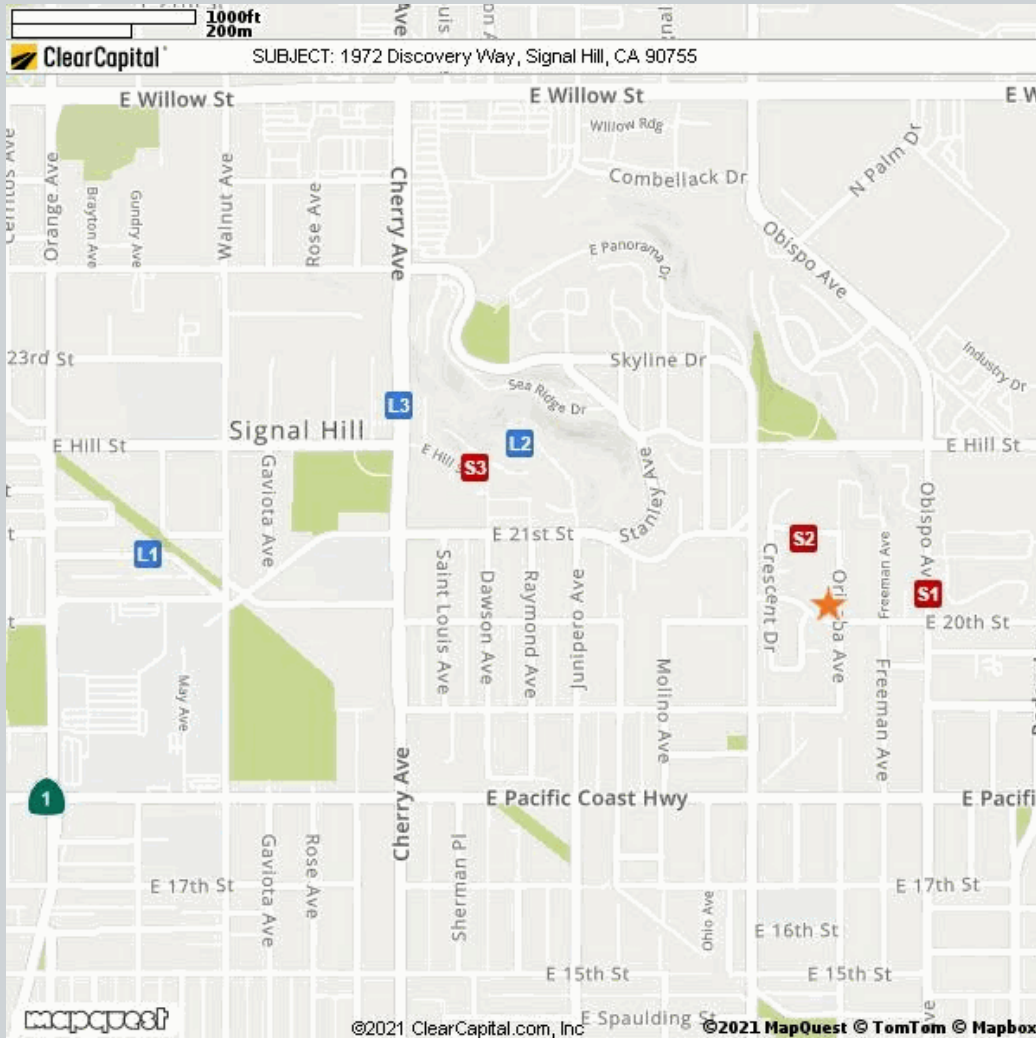 1000ft
200m
ClearCapital
SUBJECT: 1972 Discovery Way, Signal Hill, CA 90755
E Willow St
E Willow St
Willow Rdg
Combellack Dr
N Palm Dr
Orange Ave
Brayton Ave
Gundry Ave
Walnut Ave
Rose Ave
Cherry Ave
Obispo Ave
E Panorama Dr
23rd St
Skyline Dr
Industry Dr
Sea Ridge Dr
L3
Signal Hill
L2
E Hill St
E Hill
S3
E Hill St
Gaviota Ave
Stanley Ave
Obispo Av
E 21st St
S2
L1
Saint Louis Ave
Dawson Ave
Raymond Ave
Junipero Ave
Crescent Dr
Freeman Ave
S1
E 20th St
Molino Ave
Freeman Ave
May Ave
Cherry Ave
1
E Pacific Coast Hwy
E Pacifi
Gaviota Ave
Rose Ave
Sherman Pl
E 17th St
E 17th St
Ohio Ave
E 16th St
E 15th St
E 15th St
mapquest
©2021 ClearCapital.com, Inc
E Spaulding St
©2021 MapQuest © TomTom © Mapbox